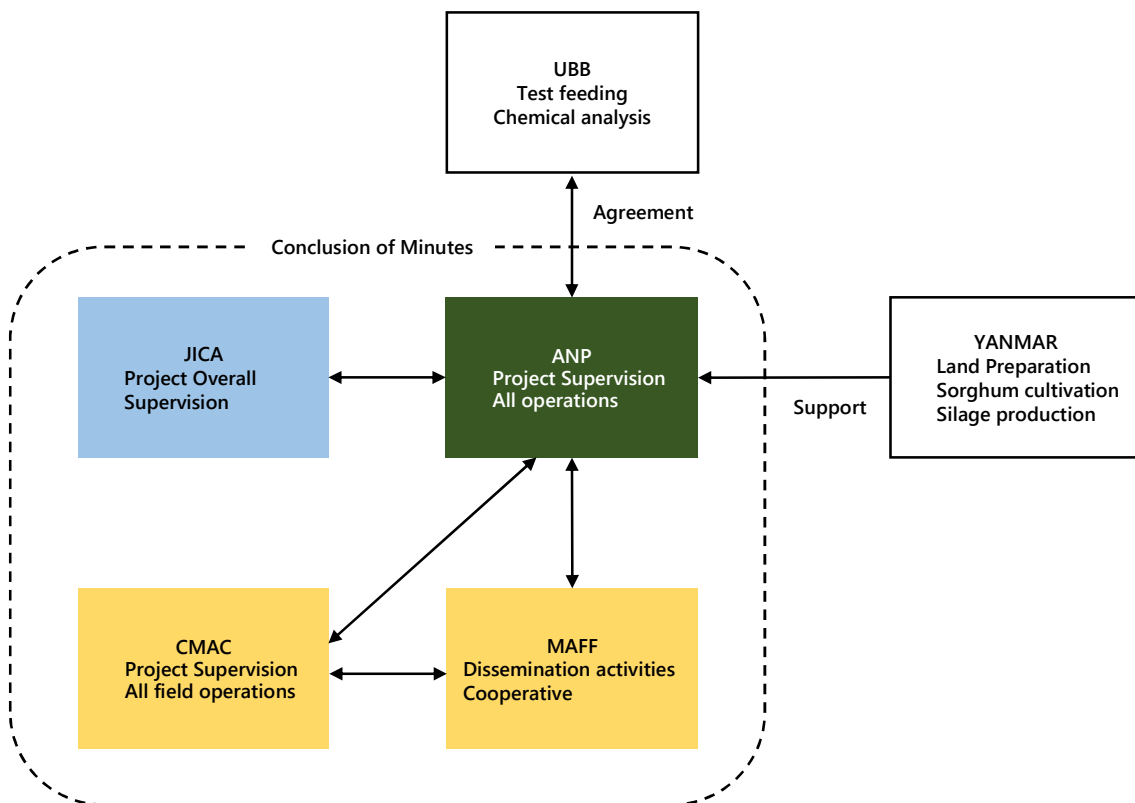 UBB
Test feeding
Chemical analysis
Agreement
Conclusion of Minutes
JICA
Project Overall
Supervision
ANP
Project Supervision
All operations
Support
YANMAR
Land Preparation
Sorghum cultivation
Silage production
CMAC
Project Supervision
All field operations
MAFF
Dissemination activities
Cooperative